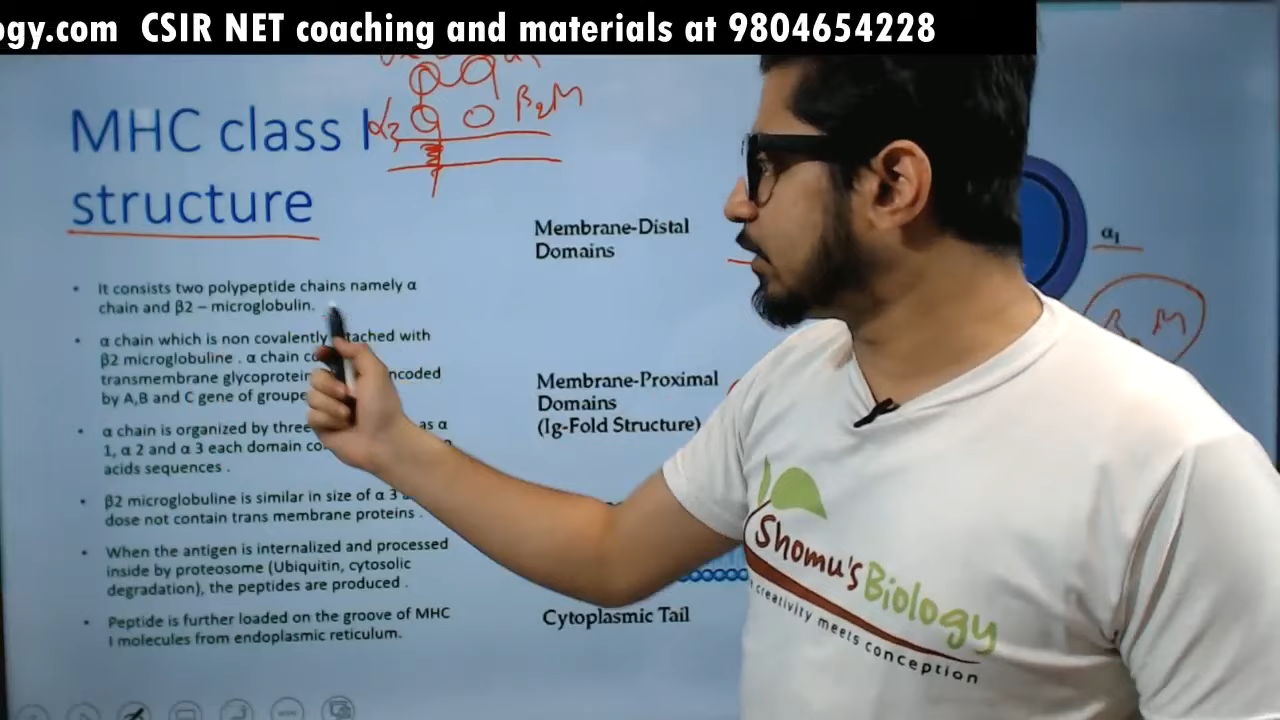 ogy.com CSIR NET coaching and materials at 9804654228
MHC class I
structure
α3
β2M
Membrane-Distal
Domains
α1
M
It consists two polypeptide chains namely α
chain and β2 – microglobulin.
α chain which is non covalently attached with
β2 microglobuline . α chain
transmembrane glycoprotein encoded
by A,B and C gene of groupe
α chain is organized by three as α
1, α 2 and α 3 each domain
acids sequences .
β2 microglobuline is similar in size of α 3
dose not contain trans membrane proteins .
When the antigen is internalized and processed
inside by proteosome (Ubiquitin, cytosolic
degradation), the peptides are produced .
Peptide is further loaded on the groove of MHC
I molecules from endoplasmic reticulum.
Membrane-Proximal
Domains
(Ig-Fold Structure)
Cytoplasmic Tail
Shomu's Biology
creativity meets conception